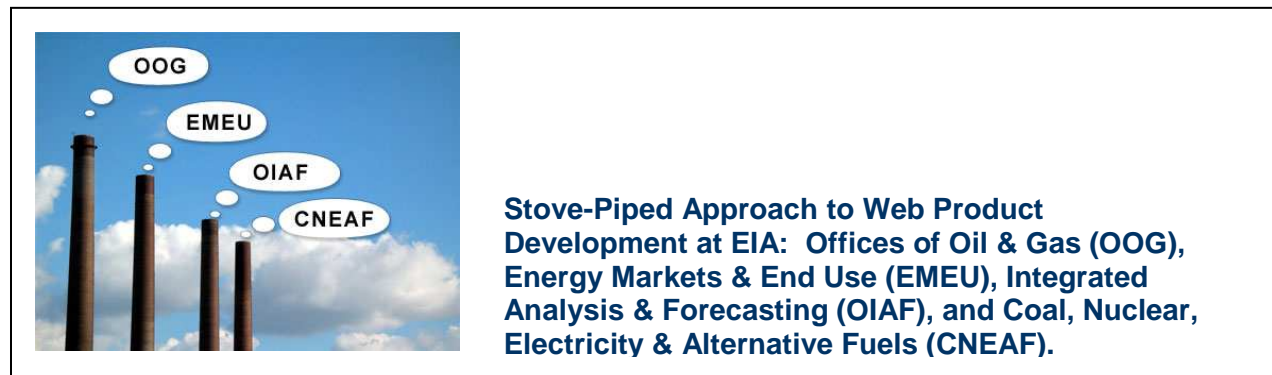 OOG
EMEU
OIAF
CNEAF
Stove-Piped Approach to Web Product
Development at EIA: Offices of Oil & Gas (OOG),
Energy Markets & End Use (EMEU), Integrated
Analysis & Forecasting (OIAF), and Coal, Nuclear,
Electricity & Alternative Fuels (CNEAF).